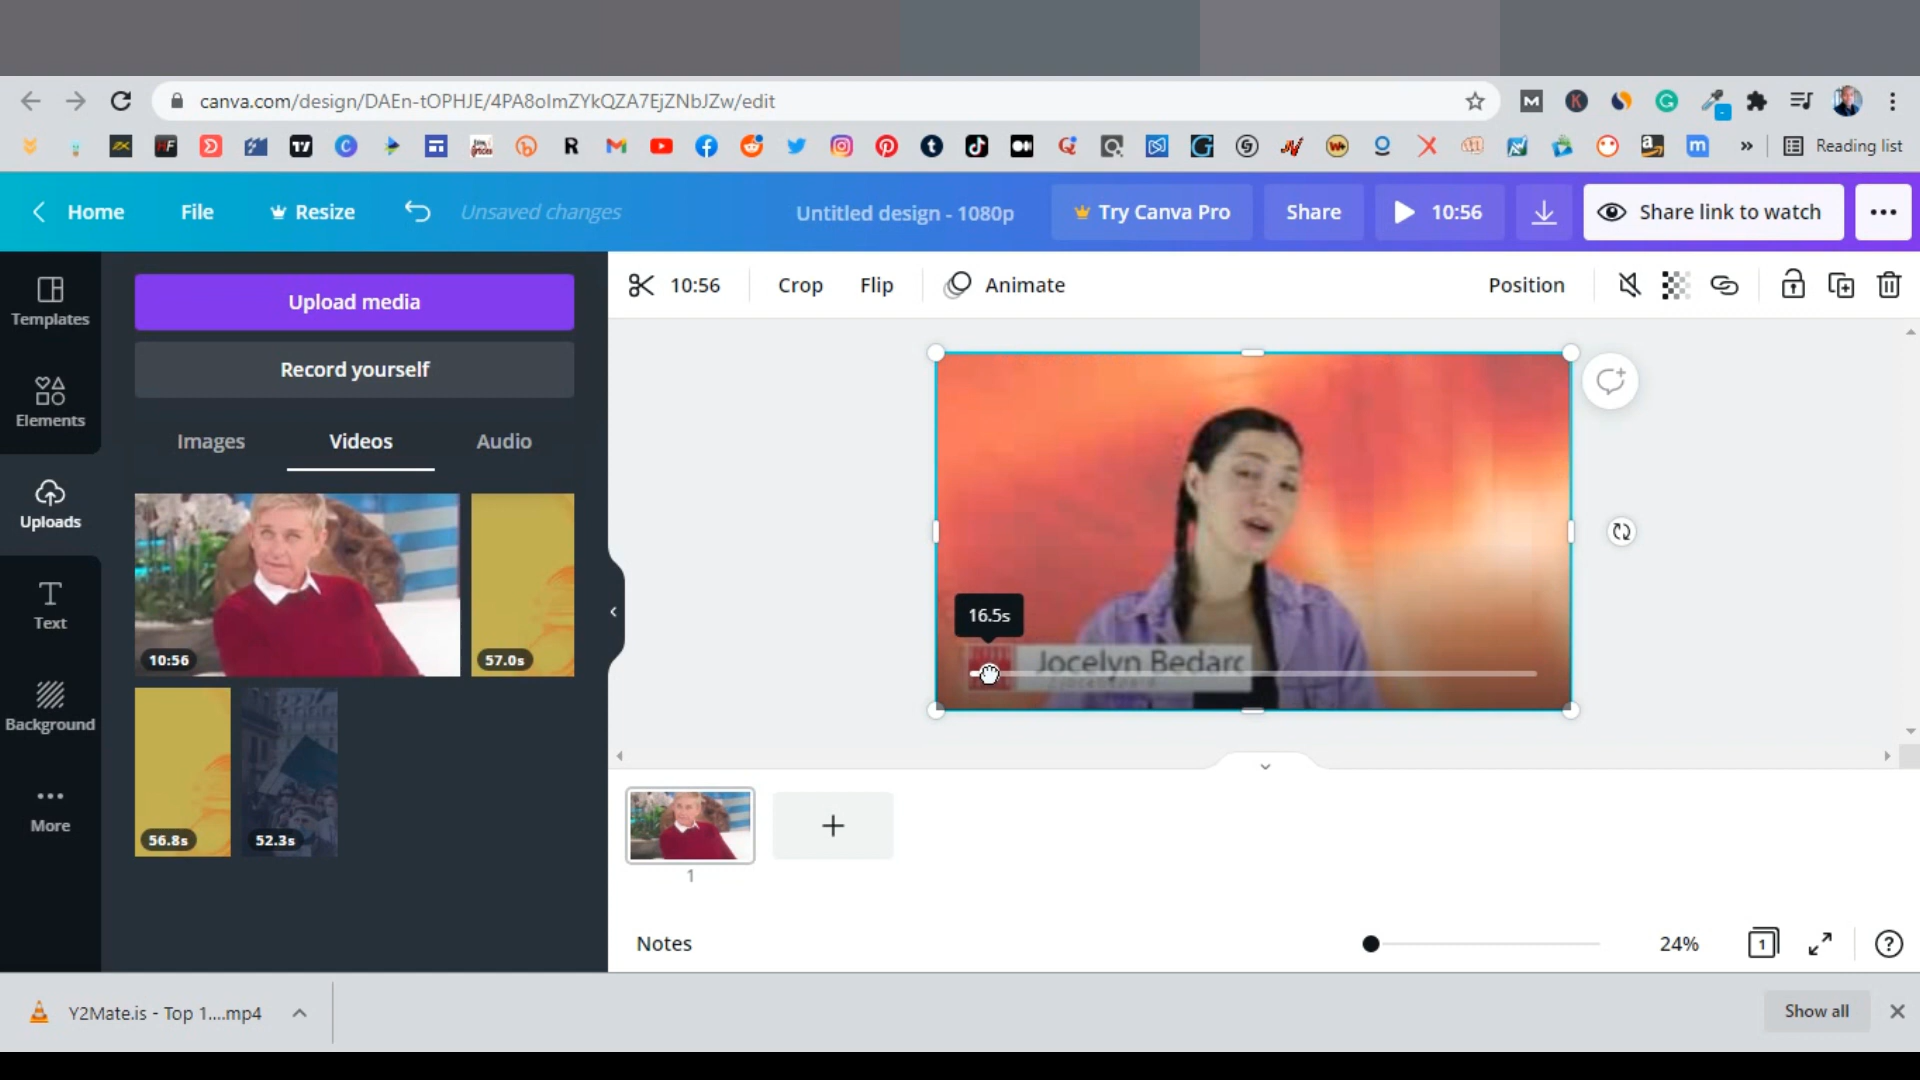 canva.com/design/DAEn-tOPHJE/4PA8oImZYkQZA7EjZNbJZw/edit
Reading list
Home
File
Resize
Unsaved changes
Untitled design - 1080p
Try Canva Pro
Share
10:56
Share link to watch
Templates
Elements
Uploads
Text
Background
More
Upload media
Record yourself
Images
Videos
Audio
10:56
57.0s
56.8s
52.3s
10:56
Crop
Flip
Animate
Position
16.5s
Jocelyn Bedard
1
Notes
24%
1
Y2Mate.is - Top 1....mp4
Show all